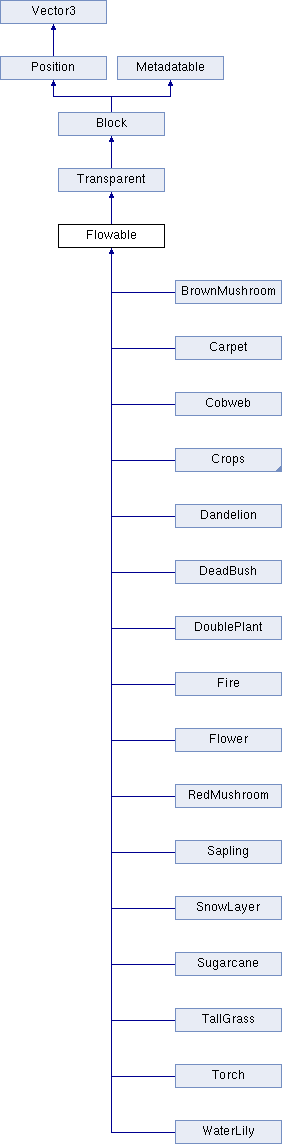 Vector3
Position
Metadatable
Block
Transparent
Flowable
BrownMushroom
Carpet
Cobweb
Crops
Dandelion
DeadBush
DoublePlant
Fire
Flower
RedMushroom
Sapling
SnowLayer
Sugarcane
TallGrass
Torch
WaterLily